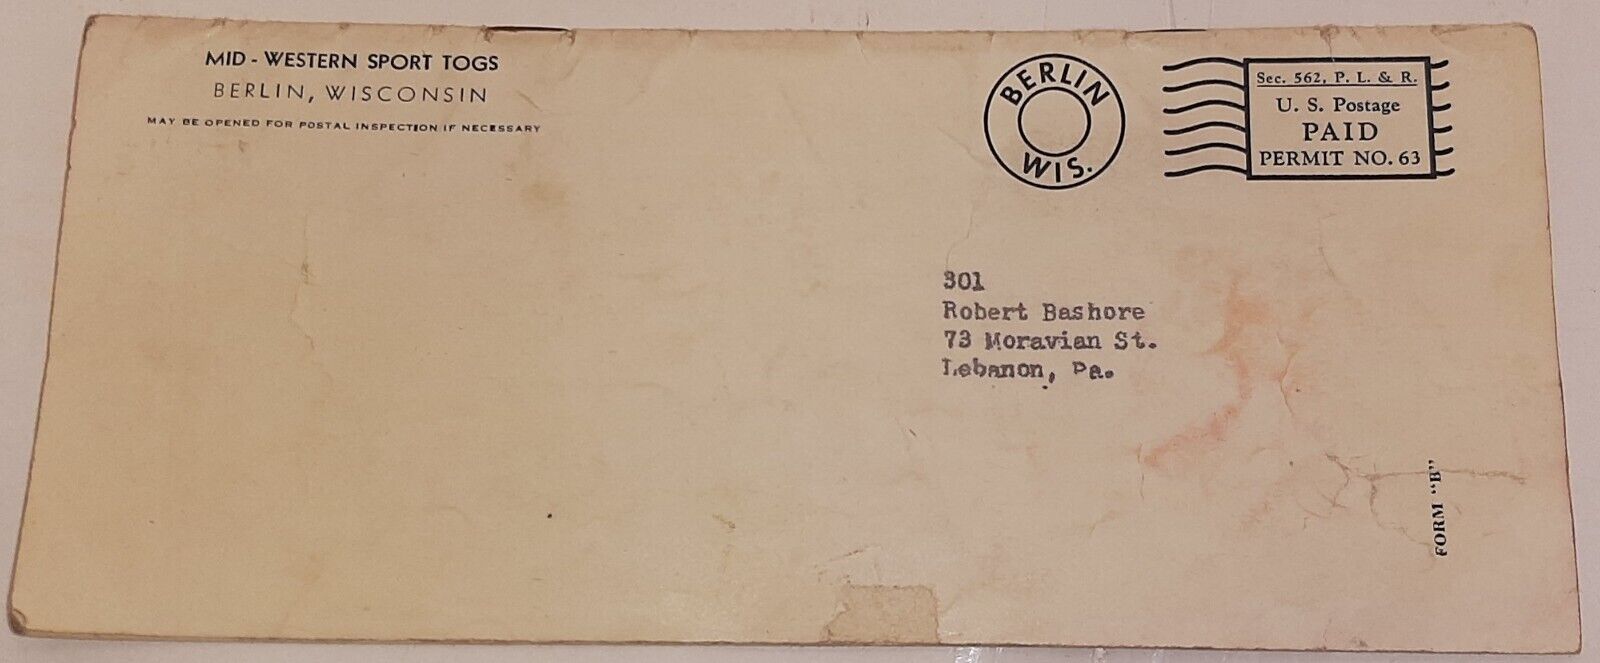 MID - WESTERN SPORT TOGS
BERLIN, WISCONSIN
MAY BE OPENED FOR POSTAL INSPECTION IF NECESSARY
BERLIN
WIS.
Sec. 562, P. L. & R.
U. S. Postage
PAID
PERMIT NO. 63
301
Robert Bashore
73 Moravian St.
Lebanon, Pa.
FORM “B”